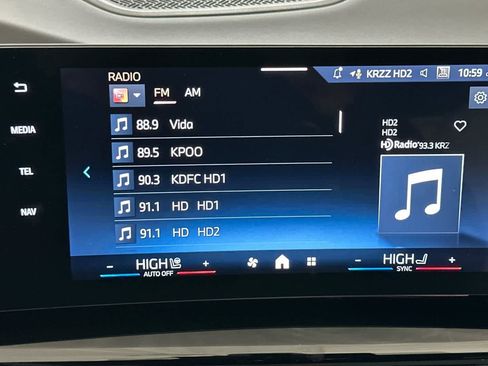 RADIO
KRZZ HD2
10:59
FM AM
MEDIA
TEL
NAV
88.9 Vida
89.5 KPOO
90.3 KDFC HD1
91.1 HD HD1
91.1 HD HD2
HD2
HD2
HD Radio 93.3 KRZ
- HIGH +
AUTO OFF
- HIGH +
SYNC